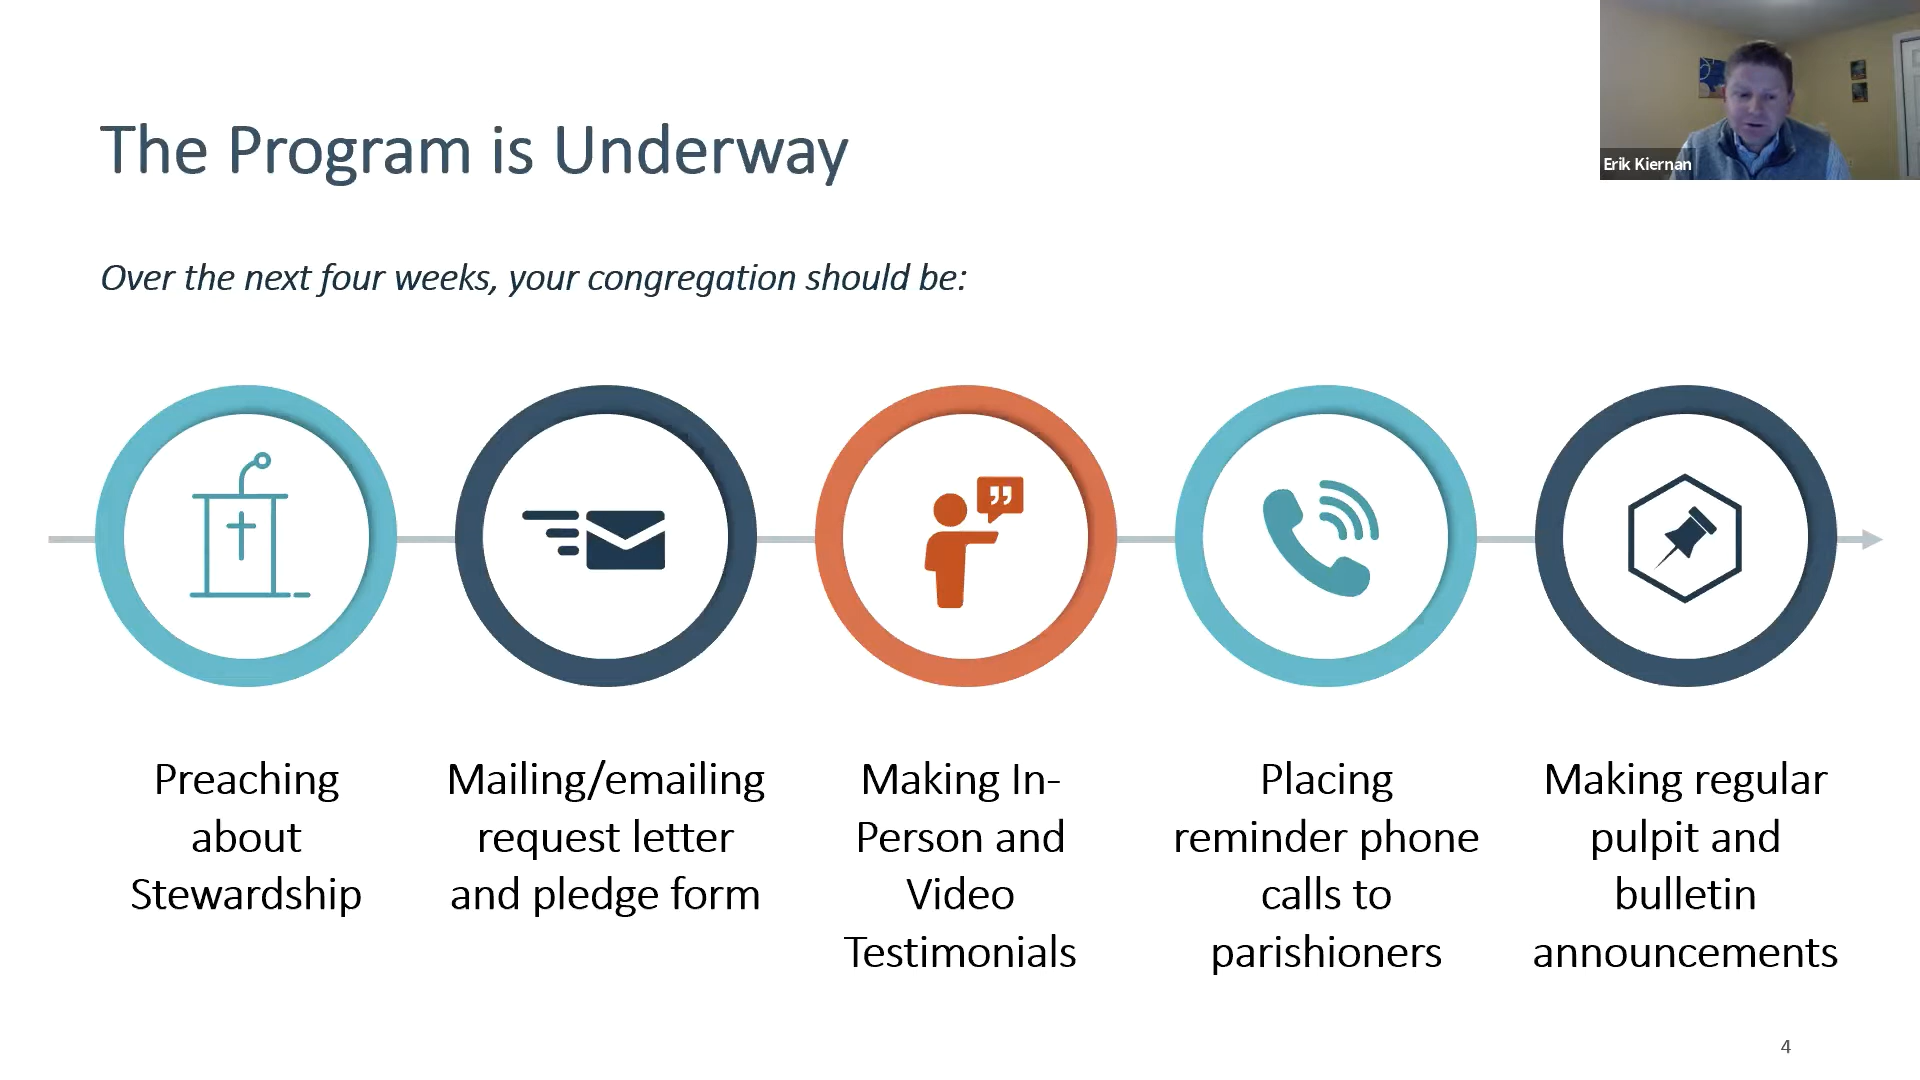 The Program is Underway
Erik Kiernan
Over the next four weeks, your congregation should be:
Preaching
about
Stewardship
Mailing/emailing
request letter
and pledge form
Making In-
Person and
Video
Testimonials
Placing
reminder phone
calls to
parishioners
Making regular
pulpit and
bulletin
announcements
4